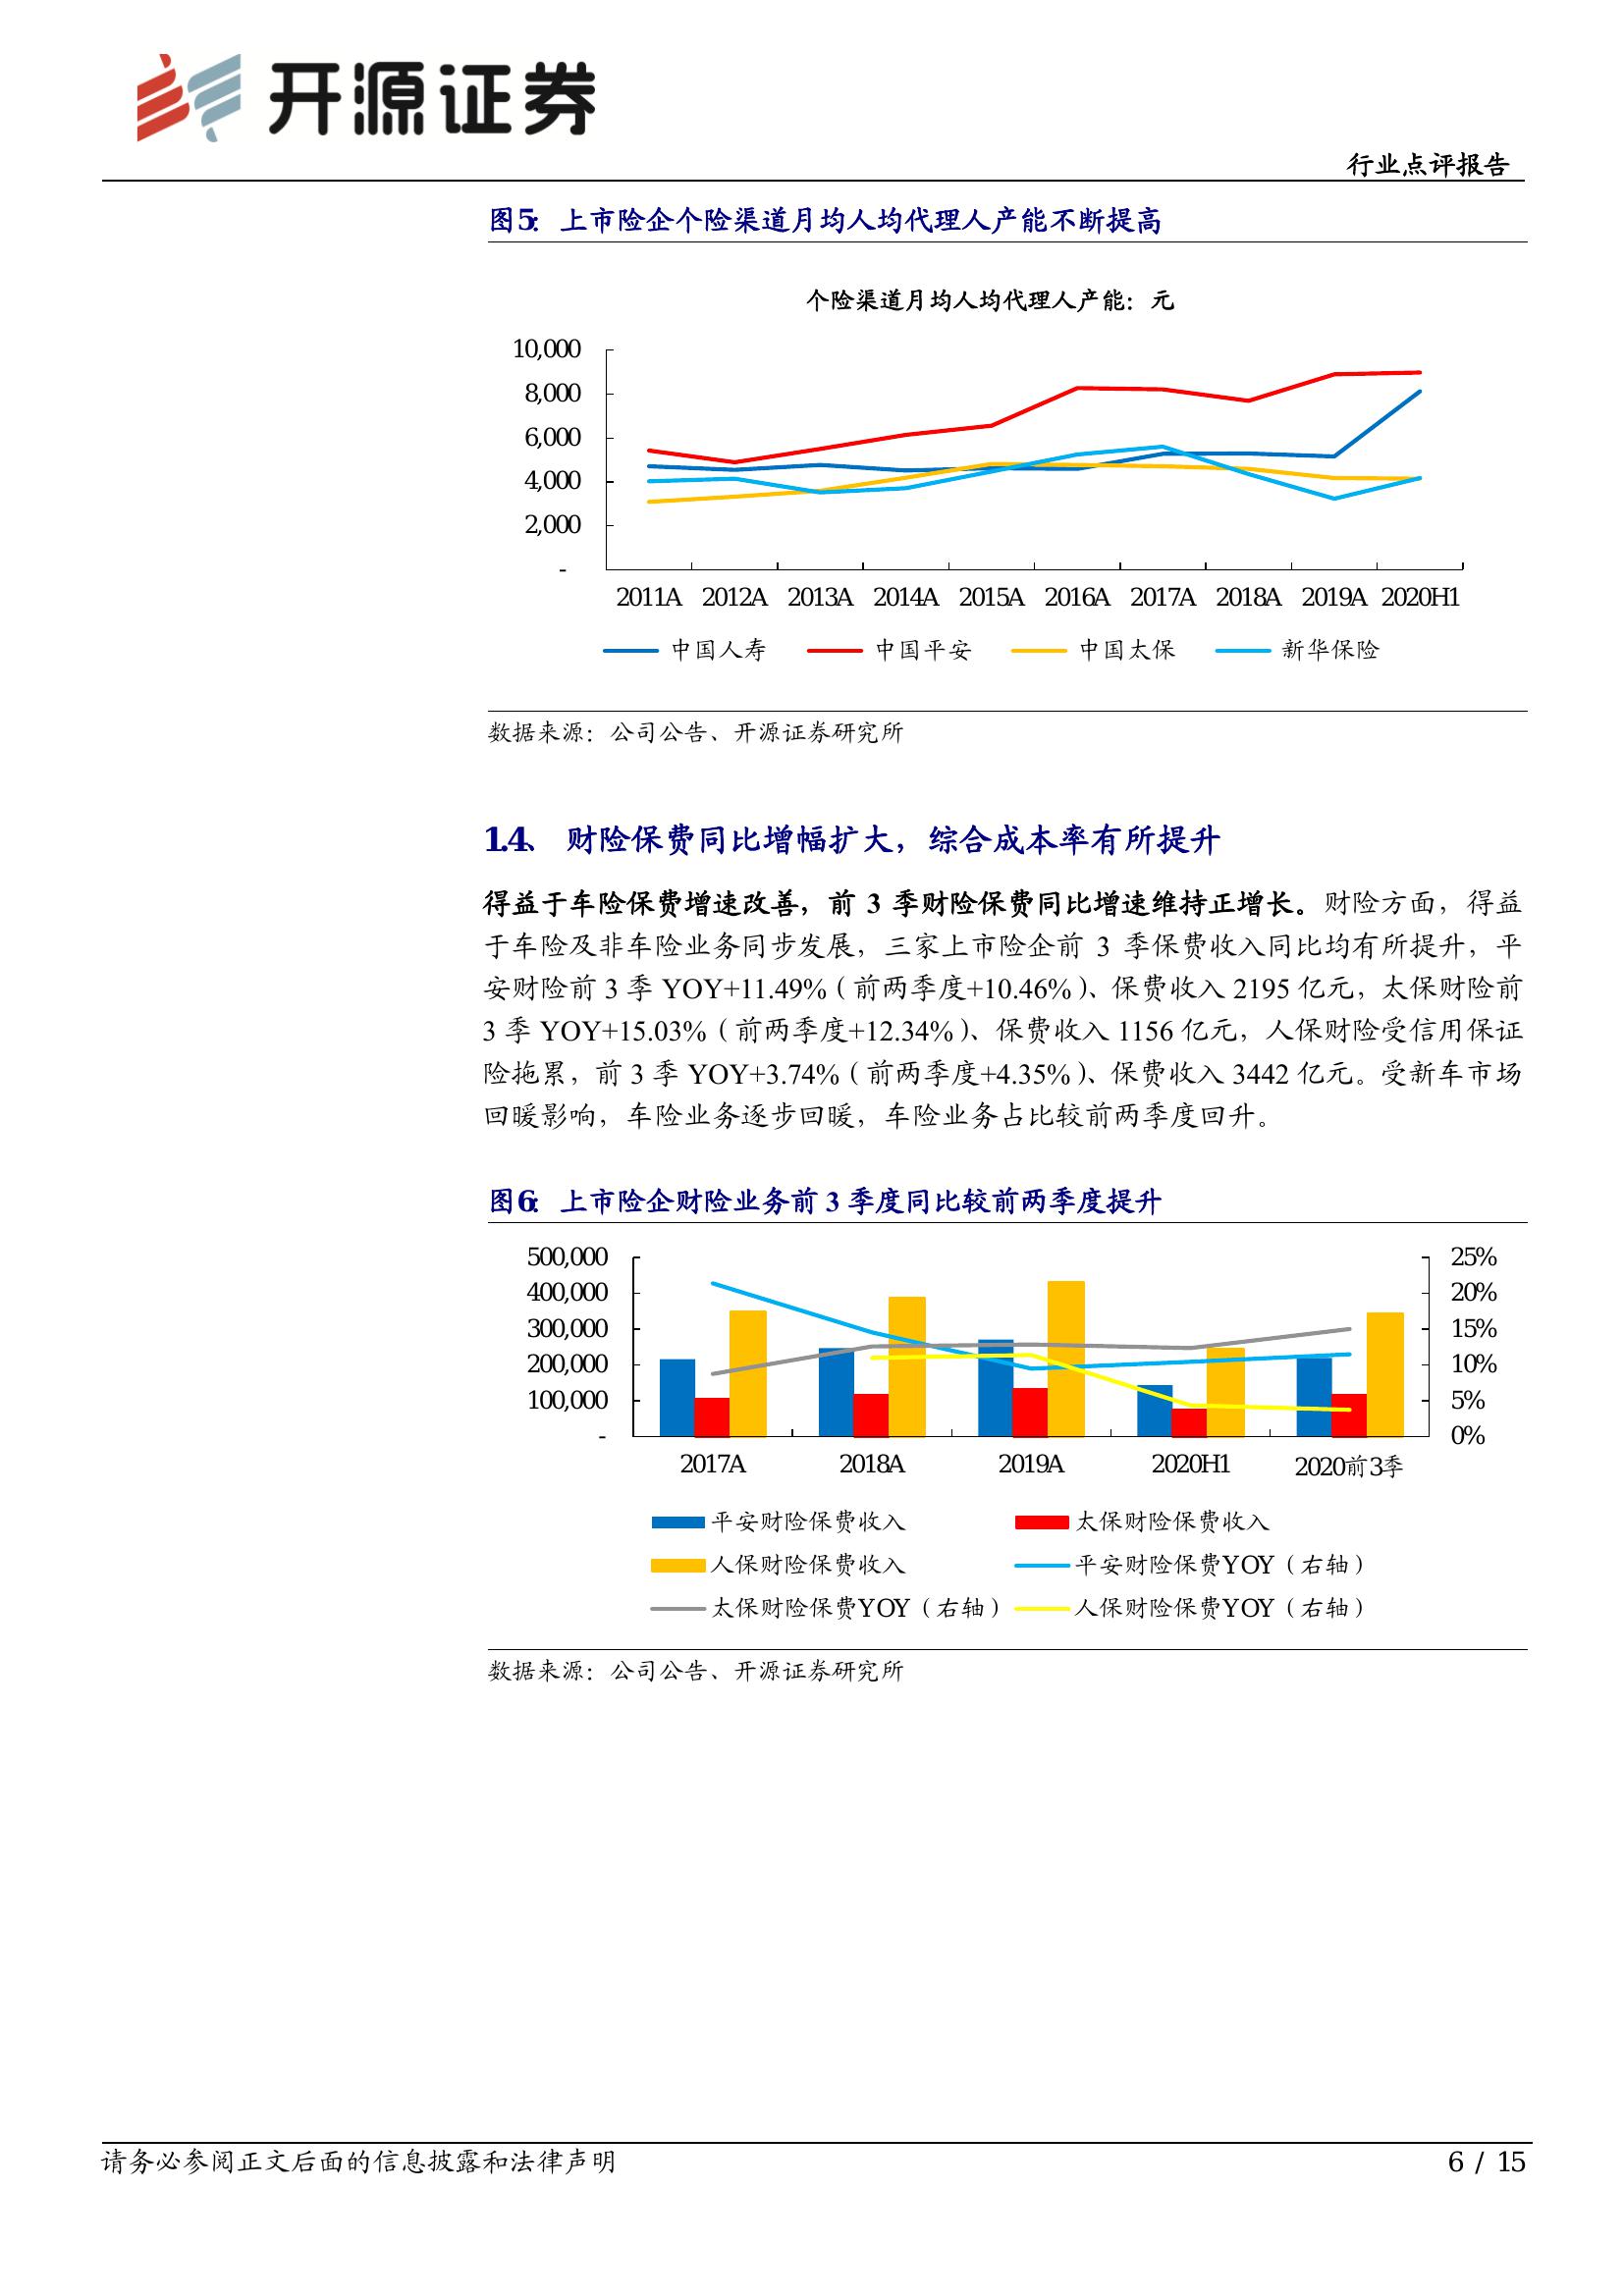 开源证券
行业点评报告
图5： 上市险企个险渠道月均人均代理人产能不断提高
个险渠道月均人均代理人产能：元
10,000
8,000
6,000
4,000
2,000
-
2011A 2012A 2013A 2014A 2015A 2016A 2017A 2018A 2019A 2020H1
中国人寿 中国平安 中国太保 新华保险
数据来源：公司公告、开源证券研究所
1.4、 财险保费同比增幅扩大，综合成本率有所提升
得益于车险保费增速改善，前 3 季财险保费同比增速维持正增长。财险方面，得益
于车险及非车险业务同步发展，三家上市险企前 3 季保费收入同比均有所提升，平
安财险前 3 季 YOY+11.49%（前两季度+10.46%）、保费收入 2195 亿元，太保财险前
3 季 YOY+15.03%（前两季度+12.34%）、保费收入 1156 亿元，人保财险受信用保证
险拖累，前 3 季 YOY+3.74%（前两季度+4.35%）、保费收入 3442 亿元。受新车市场
回暖影响，车险业务逐步回暖，车险业务占比较前两季度回升。
图6： 上市险企财险业务前 3 季度同比较前两季度提升
500,000 25%
400,000 20%
300,000 15%
200,000 10%
100,000 5%
- 0%
2017A 2018A 2019A 2020H1 2020前3季
平安财险保费收入 太保财险保费收入
人保财险保费收入 平安财险保费YOY（右轴）
太保财险保费YOY（右轴） 人保财险保费YOY（右轴）
数据来源：公司公告、开源证券研究所
请务必参阅正文后面的信息披露和法律声明 6 / 15